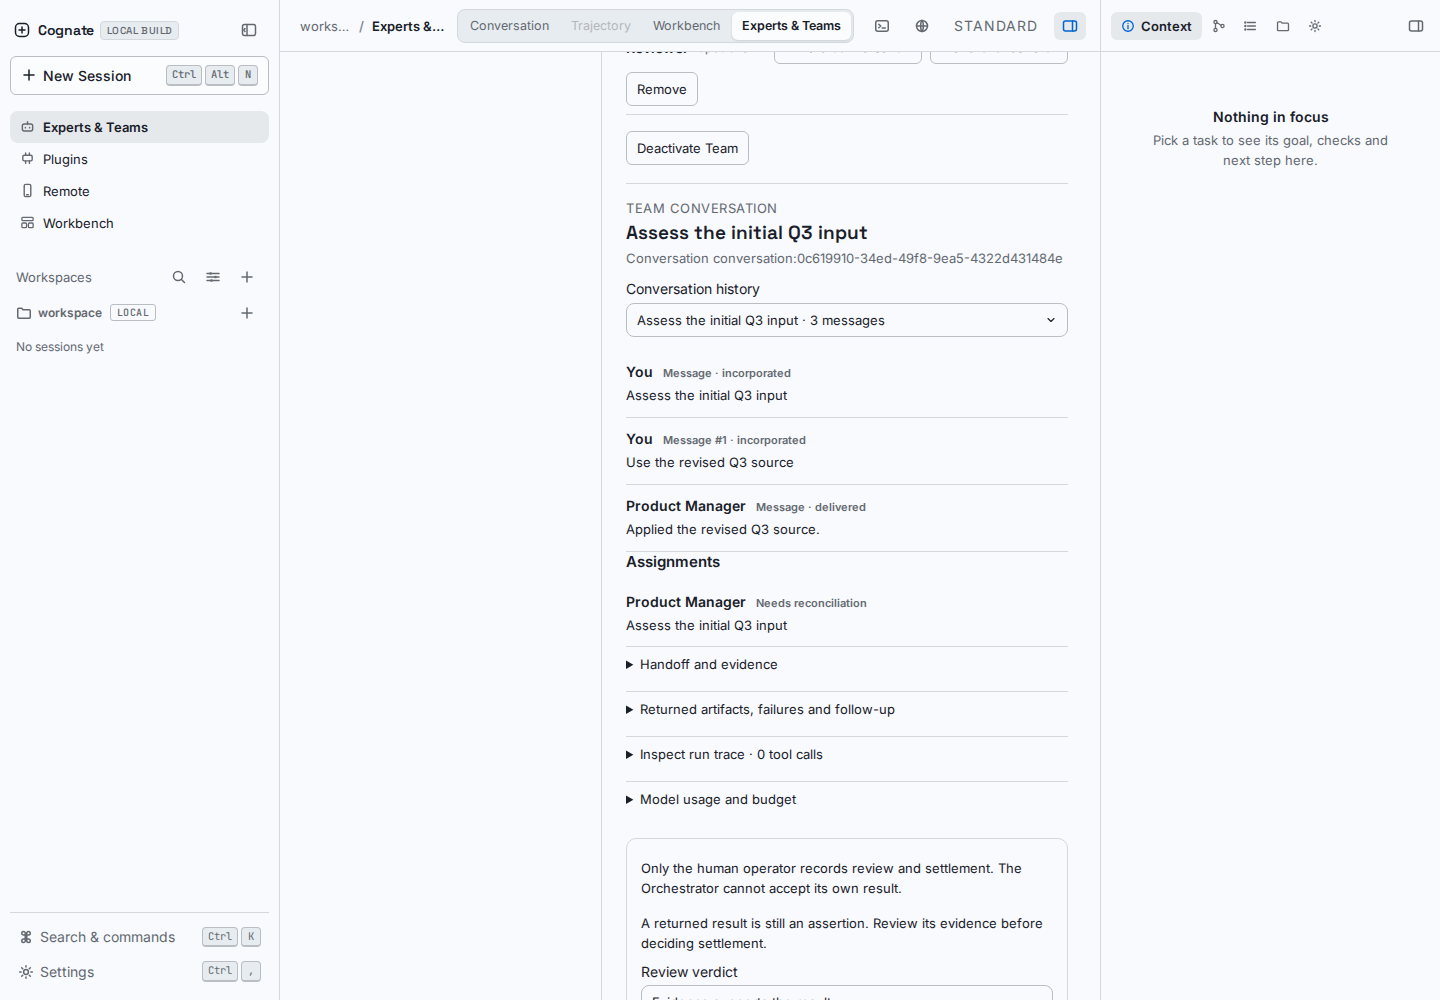 Cognate LOCAL BUILD
New Session Ctrl Alt N
Experts & Teams
Plugins
Remote
Workbench
Workspaces
workspace LOCAL
No sessions yet
Search & commands Ctrl K
Settings Ctrl ,
works... / Experts &... Conversation Trajectory Workbench Experts & Teams STANDARD
Remove
Deactivate Team
TEAM CONVERSATION
Assess the initial Q3 input
Conversation conversation:0c619910-34ed-49f8-9ea5-4322d431484e
Conversation history
Assess the initial Q3 input · 3 messages
You Message · incorporated
Assess the initial Q3 input
You Message #1 · incorporated
Use the revised Q3 source
Product Manager Message · delivered
Applied the revised Q3 source.
Assignments
Product Manager Needs reconciliation
Assess the initial Q3 input
Handoff and evidence
Returned artifacts, failures and follow-up
Inspect run trace · 0 tool calls
Model usage and budget
Only the human operator records review and settlement. The
Orchestrator cannot accept its own result.
A returned result is still an assertion. Review its evidence before
deciding settlement.
Review verdict
Context
Nothing in focus
Pick a task to see its goal, checks and
next step here.